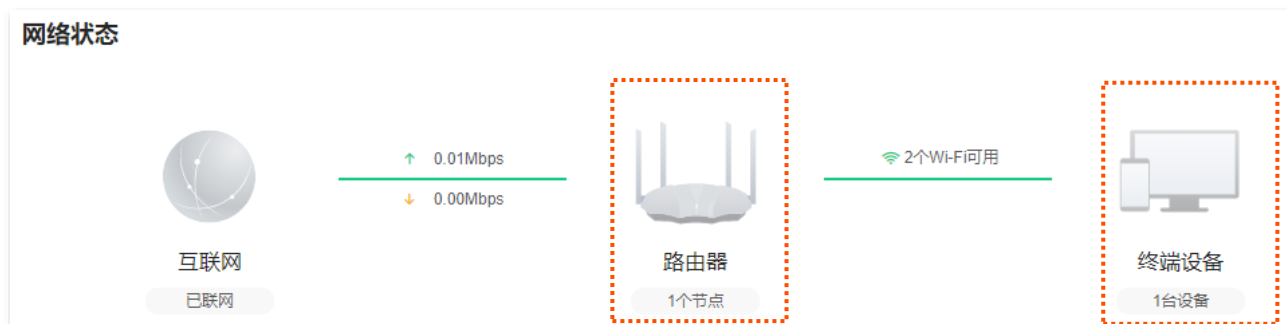 网络状态
0.01Mbps
0.00Mbps
2个Wi-Fi可用
互联网
路由器
终端设备
已联网
1个节点
1台设备